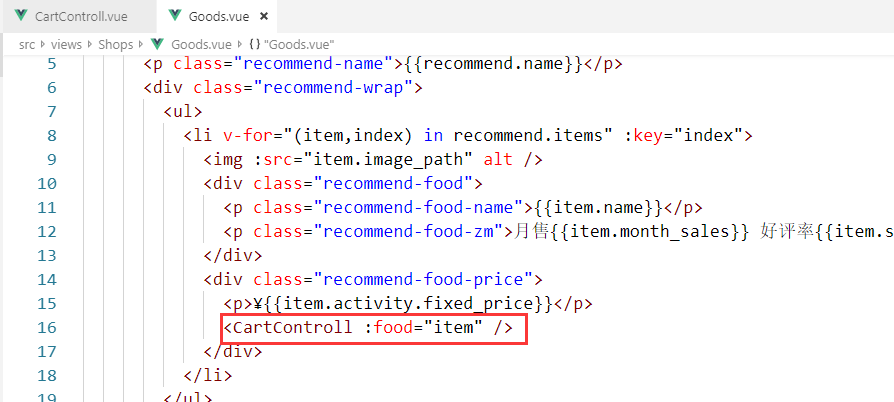 CartControll.vue Goods.vue ×
src > views > Shops > Goods.vue > {} "Goods.vue"
5 <p class="recommend-name">{{recommend.name}}</p>
6 <div class="recommend-wrap">
7 <ul>
8 <li v-for="(item,index) in recommend.items" :key="index">
9 <img :src="item.image_path" alt />
10 <div class="recommend-food">
11 <p class="recommend-food-name">{{item.name}}</p>
12 <p class="recommend-food-zm">月售{{item.month_sales}} 好评率{{item.s
13 </div>
14 <div class="recommend-food-price">
15 <p>¥{{item.activity.fixed_price}}</p>
16 <CartControll :food="item" />
17 </div>
18 </li>
19 </ul>